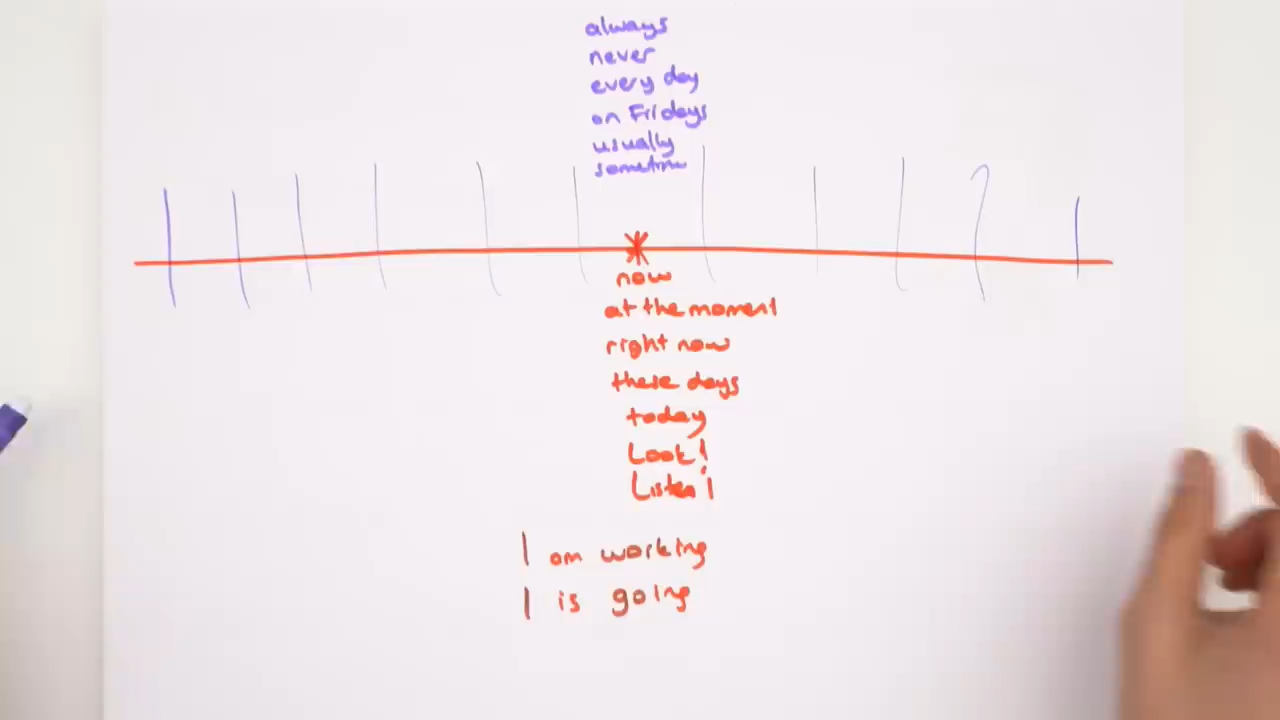 always
never
every day
on Fridays
usually
now
at the moment
right now
these days
today
Look!
Listen!
I am working
I is going